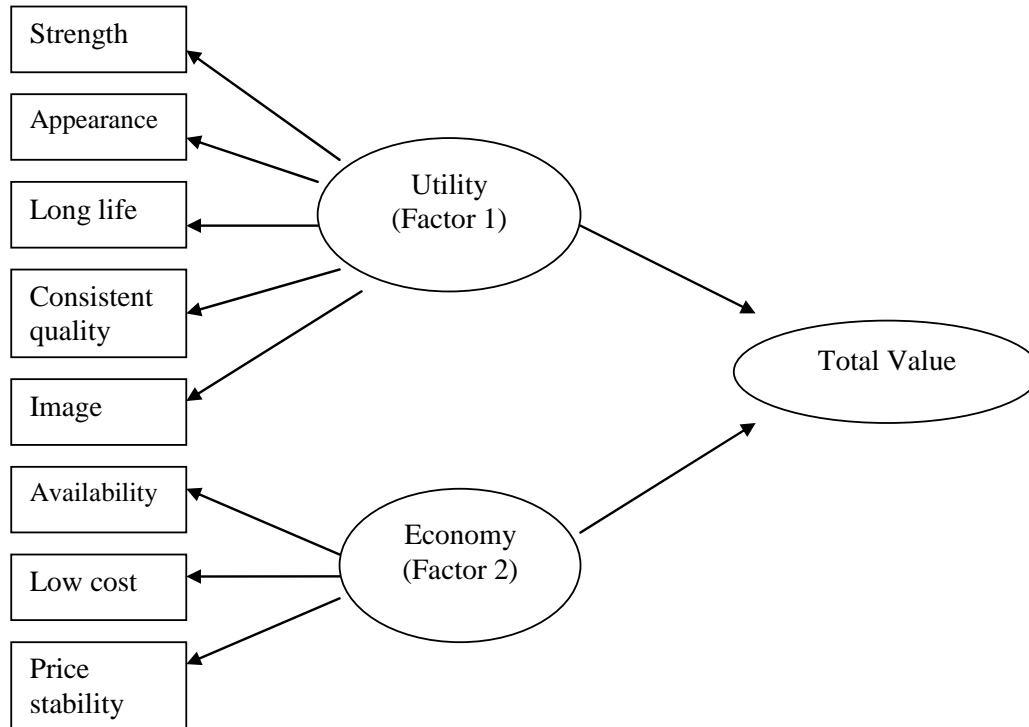 Strength
Appearance
Long life
Consistent
quality
Image
Availability
Low cost
Price
stability
Utility
(Factor 1)
Economy
(Factor 2)
Total Value